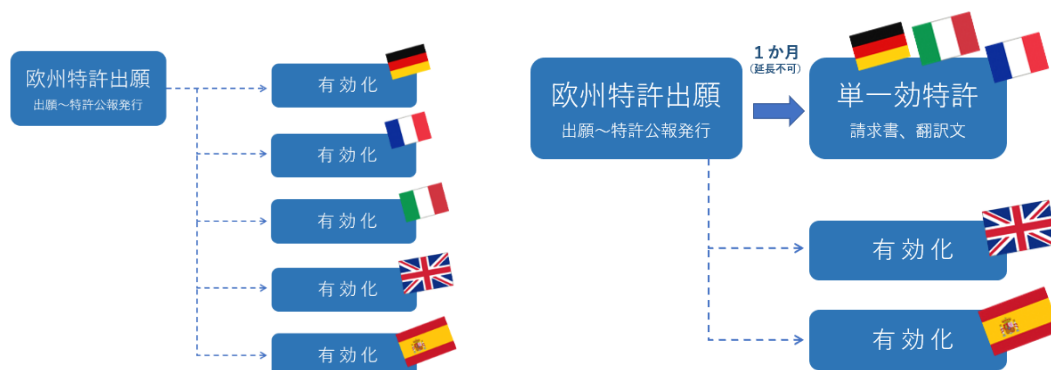 欧州特許出願
出願～特許公報発行
有効化
有効化
有効化
有効化
有効化
欧州特許出願
出願～特許公報発行
1か月
(延長不可)
単一効特許
請求書、翻訳文
有効化
有効化